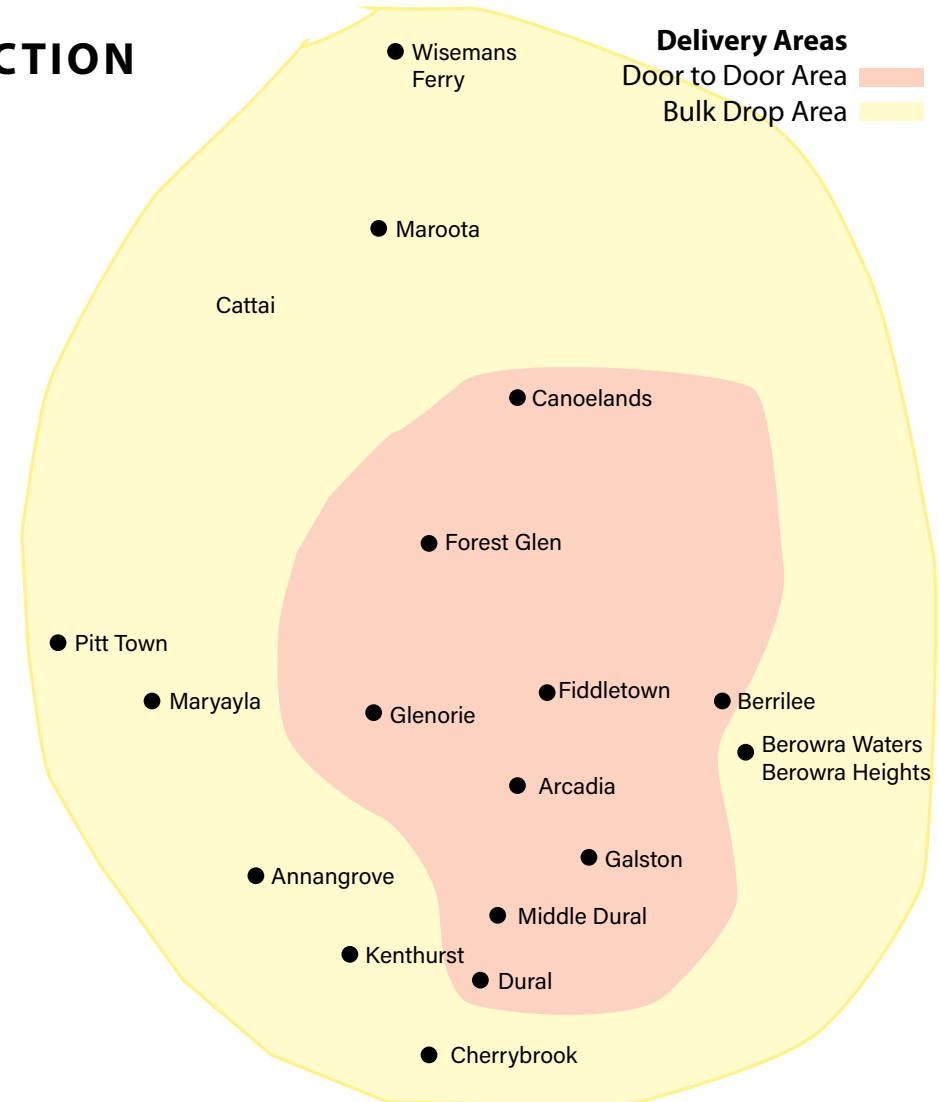 CTION
Delivery Areas
Door to Door Area
Bulk Drop Area
Wisemans
Ferry
Maroota
Cattai
Canoelands
Forest Glen
Pitt Town
Maryayla
Glenorie
Fiddletown
Berrilee
Berowra Waters
Berowra Heights
Arcadia
Galston
Annangrove
Middle Dural
Kenthurst
Dural
Cherrybrook